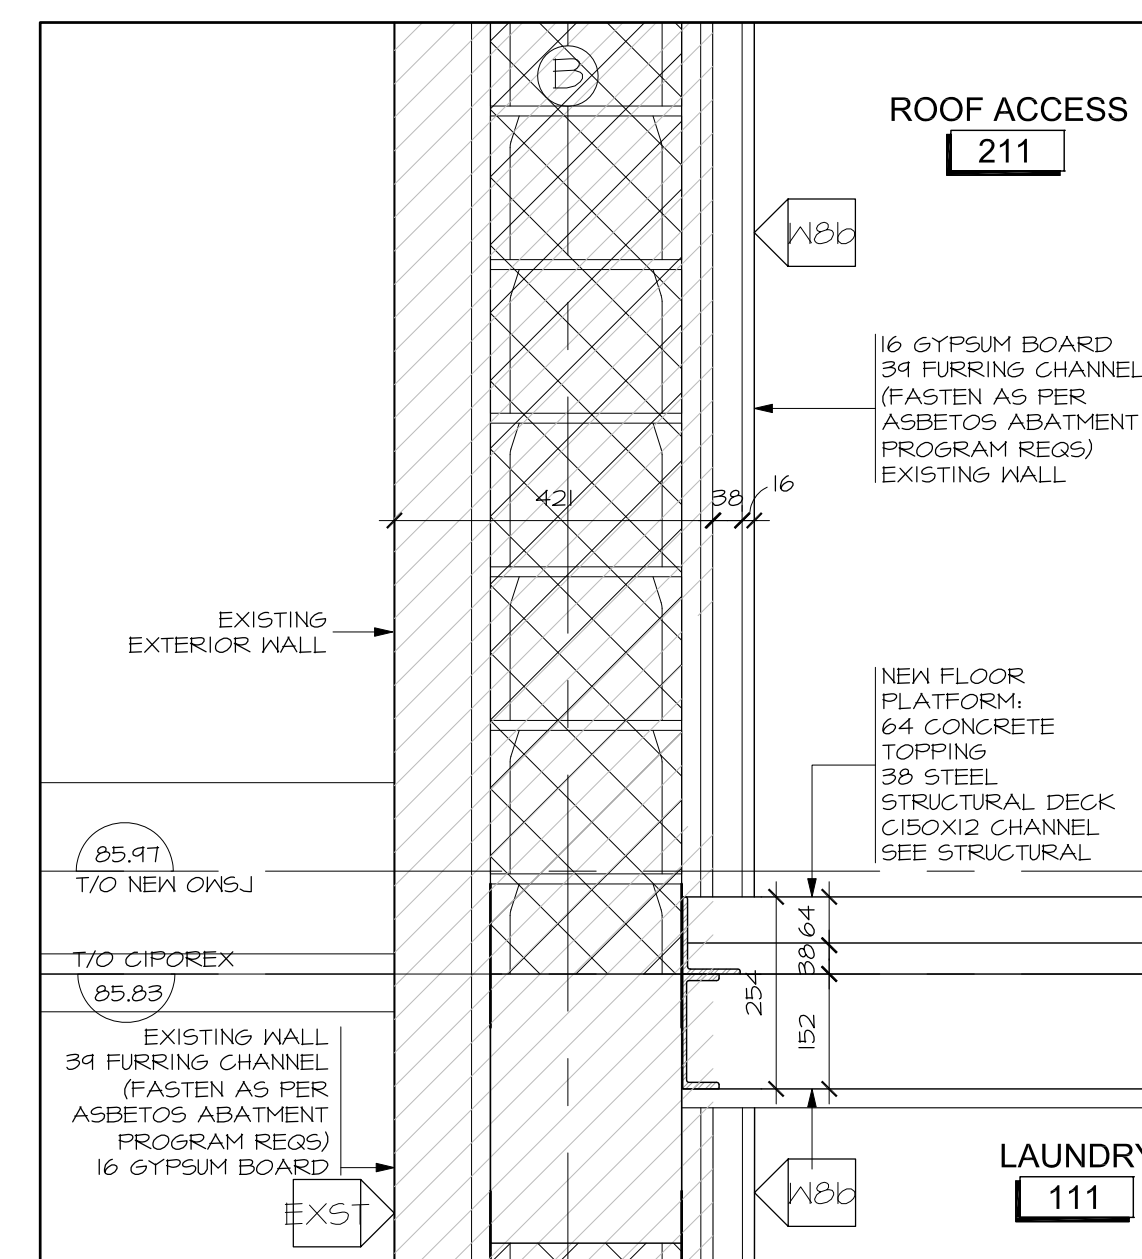 B
ROOF ACCESS
211
W8b
16 GYPSUM BOARD
39 FURRING CHANNEL
(FASTEN AS PER
ASBETOS ABATMENT
PROGRAM REQS)
EXISTING WALL
421
38
16
EXISTING
EXTERIOR WALL
NEW FLOOR
PLATFORM:
64 CONCRETE
TOPPING
38 STEEL
STRUCTURAL DECK
C150X12 CHANNEL
SEE STRUCTURAL
85.97
T/O NEW OWSJ
T/O CIPOREX
85.83
64
38
254
152
EXISTING WALL
39 FURRING CHANNEL
(FASTEN AS PER
ASBETOS ABATMENT
PROGRAM REQS)
16 GYPSUM BOARD
EXST
W8b
LAUNDRY
111